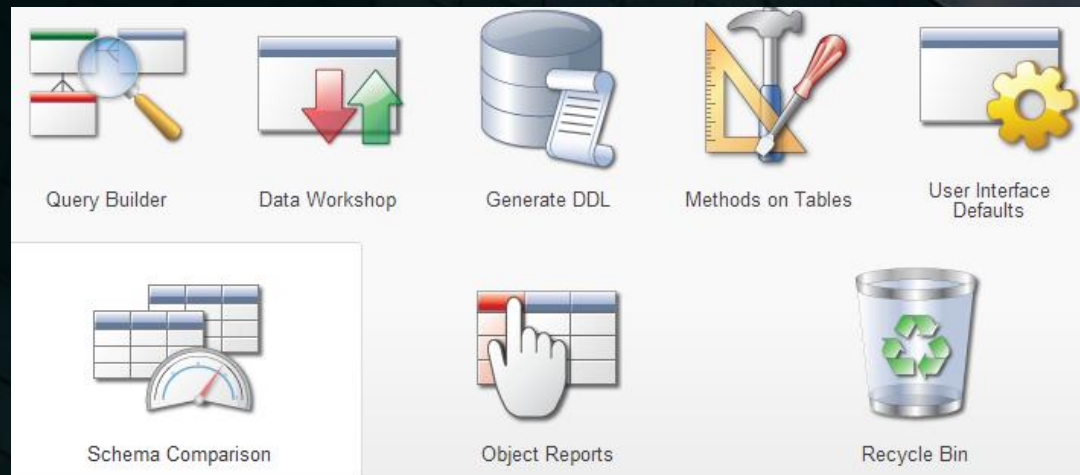 Query Builder
Data Workshop
Generate DDL
Methods on Tables
User Interface
Defaults
Schema Comparison
Object Reports
Recycle Bin